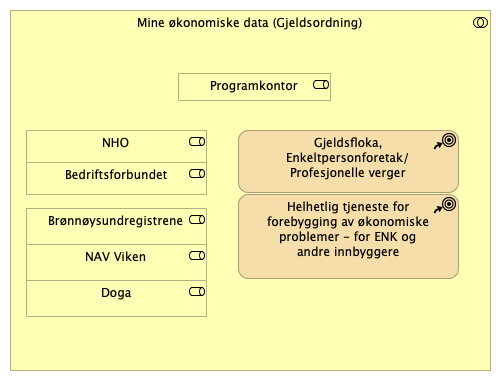 Mine økonomiske data (Gjeldsordning)
Programkontor
NHO
Bedriftsforbundet
Brønnøysundregistrene
NAV Viken
Doga
Gjeldsfloka,
Enkeltpersonforetak/
Profesjonelle verger
Helhetlig tjeneste for
forebygging av økonomiske
problemer - for ENK og
andre innbyggere